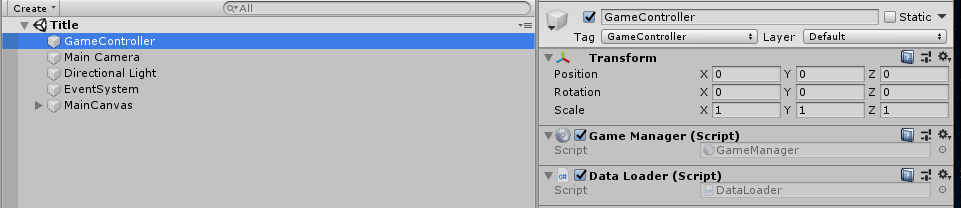 Create
All
Title
GameController
Main Camera
Directional Light
EventSystem
MainCanvas
GameController Static
Tag GameController Layer Default
Transform
Position X 0 Y 0 Z 0
Rotation X 0 Y 0 Z 0
Scale X 1 Y 1 Z 1
Game Manager (Script)
Script GameManager
C# Data Loader (Script)
Script DataLoader